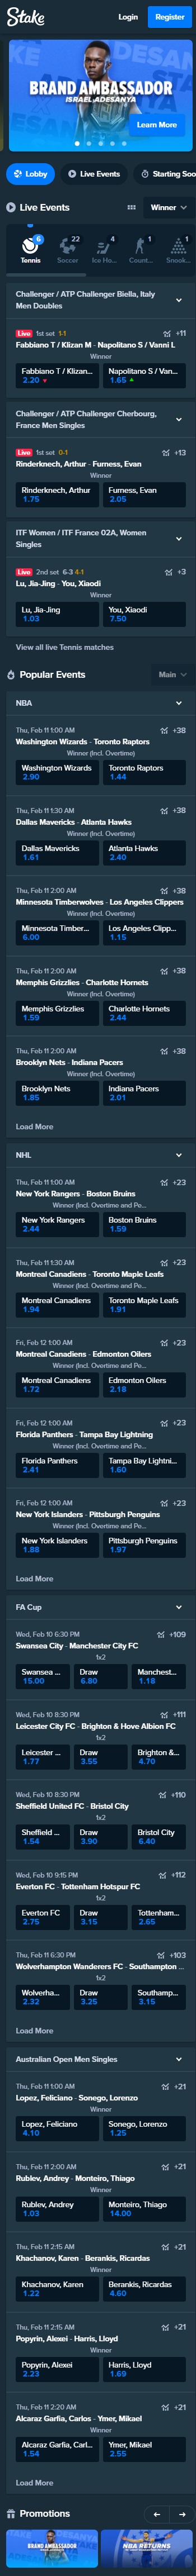 Stake
Login
Register
KE DESAK
BRAND
AMBASSADOR
ISRAEL ADESANYA
Learn More
Lobby
Live Events
Starting Soo
Live Events
Winner
6
Tennis
22
Soccer
4
Ice Ho...
1
Count...
1
Snook...
Challenger / ATP Challenger Biella, Italy
Men Doubles
Live 1st set 1-1 +11
Fabbiano T / Klizan M - Napolitano S / Vanni L
Winner
Fabbiano T / Klizan...
2.20
Napolitano S / Van...
1.65
Challenger / ATP Challenger Cherbourg,
France Men Singles
Live 1st set 0-1 +13
Rinderknech, Arthur - Furness, Evan
Winner
Rinderknech, Arthur
1.75
Furness, Evan
2.05
ITF Women / ITF France 02A, Women
Singles
Live 2nd set 6-3 4-1 +3
Lu, Jia-Jing - You, Xiaodi
Winner
Lu, Jia-Jing
1.03
You, Xiaodi
7.50
View all live Tennis matches
Popular Events
Main
NBA
Thu, Feb 11 1:00 AM +38
Washington Wizards - Toronto Raptors
Winner (Incl. Overtime)
Washington Wizards
2.90
Toronto Raptors
1.44
Thu, Feb 11 1:30 AM +38
Dallas Mavericks - Atlanta Hawks
Winner (Incl. Overtime)
Dallas Mavericks
1.61
Atlanta Hawks
2.40
Thu, Feb 11 2:00 AM +38
Minnesota Timberwolves - Los Angeles Clippers
Winner (Incl. Overtime)
Minnesota Timber...
6.00
Los Angeles Clipp...
1.15
Thu, Feb 11 2:00 AM +38
Memphis Grizzlies - Charlotte Hornets
Winner (Incl. Overtime)
Memphis Grizzlies
1.59
Charlotte Hornets
2.44
Thu, Feb 11 2:00 AM +38
Brooklyn Nets - Indiana Pacers
Winner (Incl. Overtime)
Brooklyn Nets
1.85
Indiana Pacers
2.01
Load More
NHL
Thu, Feb 11 1:00 AM +23
New York Rangers - Boston Bruins
Winner (Incl. Overtime and Pe...
New York Rangers
2.44
Boston Bruins
1.59
Thu, Feb 11 1:30 AM +23
Montreal Canadiens - Toronto Maple Leafs
Winner (Incl. Overtime and Pe...
Montreal Canadiens
1.94
Toronto Maple Leafs
1.91
Fri, Feb 12 1:00 AM +23
Montreal Canadiens - Edmonton Oilers
Winner (Incl. Overtime and Pe...
Montreal Canadiens
1.72
Edmonton Oilers
2.18
Fri, Feb 12 1:00 AM +23
Florida Panthers - Tampa Bay Lightning
Winner (Incl. Overtime and Pe...
Florida Panthers
2.41
Tampa Bay Lightni...
1.60
Fri, Feb 12 1:00 AM +23
New York Islanders - Pittsburgh Penguins
Winner (Incl. Overtime and Pe...
New York Islanders
1.88
Pittsburgh Penguins
1.97
Load More
FA Cup
Wed, Feb 10 6:30 PM +109
Swansea City - Manchester City FC
1x2
Swansea ...
15.00
Draw
6.80
Manchest...
1.18
Wed, Feb 10 8:30 PM +111
Leicester City FC - Brighton & Hove Albion FC
1x2
Leicester ...
1.77
Draw
3.55
Brighton &...
4.70
Wed, Feb 10 8:30 PM +110
Sheffield United FC - Bristol City
1x2
Sheffield ...
1.54
Draw
3.90
Bristol City
6.40
Wed, Feb 10 9:15 PM +112
Everton FC - Tottenham Hotspur FC
1x2
Everton FC
2.75
Draw
3.15
Tottenham...
2.65
Thu, Feb 11 6:30 PM +103
Wolverhampton Wanderers FC - Southampton ...
1x2
Wolverha...
2.32
Draw
3.25
Southamp...
3.15
Load More
Australian Open Men Singles
Thu, Feb 11 1:00 AM +21
Lopez, Feliciano - Sonego, Lorenzo
Winner
Lopez, Feliciano
4.10
Sonego, Lorenzo
1.25
Thu, Feb 11 2:00 AM +21
Rublev, Andrey - Monteiro, Thiago
Winner
Rublev, Andrey
1.03
Monteiro, Thiago
14.00
Thu, Feb 11 2:15 AM +21
Khachanov, Karen - Berankis, Ricardas
Winner
Khachanov, Karen
1.22
Berankis, Ricardas
4.60
Thu, Feb 11 2:15 AM +21
Popyrin, Alexei - Harris, Lloyd
Winner
Popyrin, Alexei
2.23
Harris, Lloyd
1.69
Thu, Feb 11 2:20 AM +21
Alcaraz Garfia, Carlos - Ymer, Mikael
Winner
Alcaraz Garfia, Carl...
1.54
Ymer, Mikael
2.55
Load More
Promotions
BRAND
AMBASSADOR
NBA
RETURNS